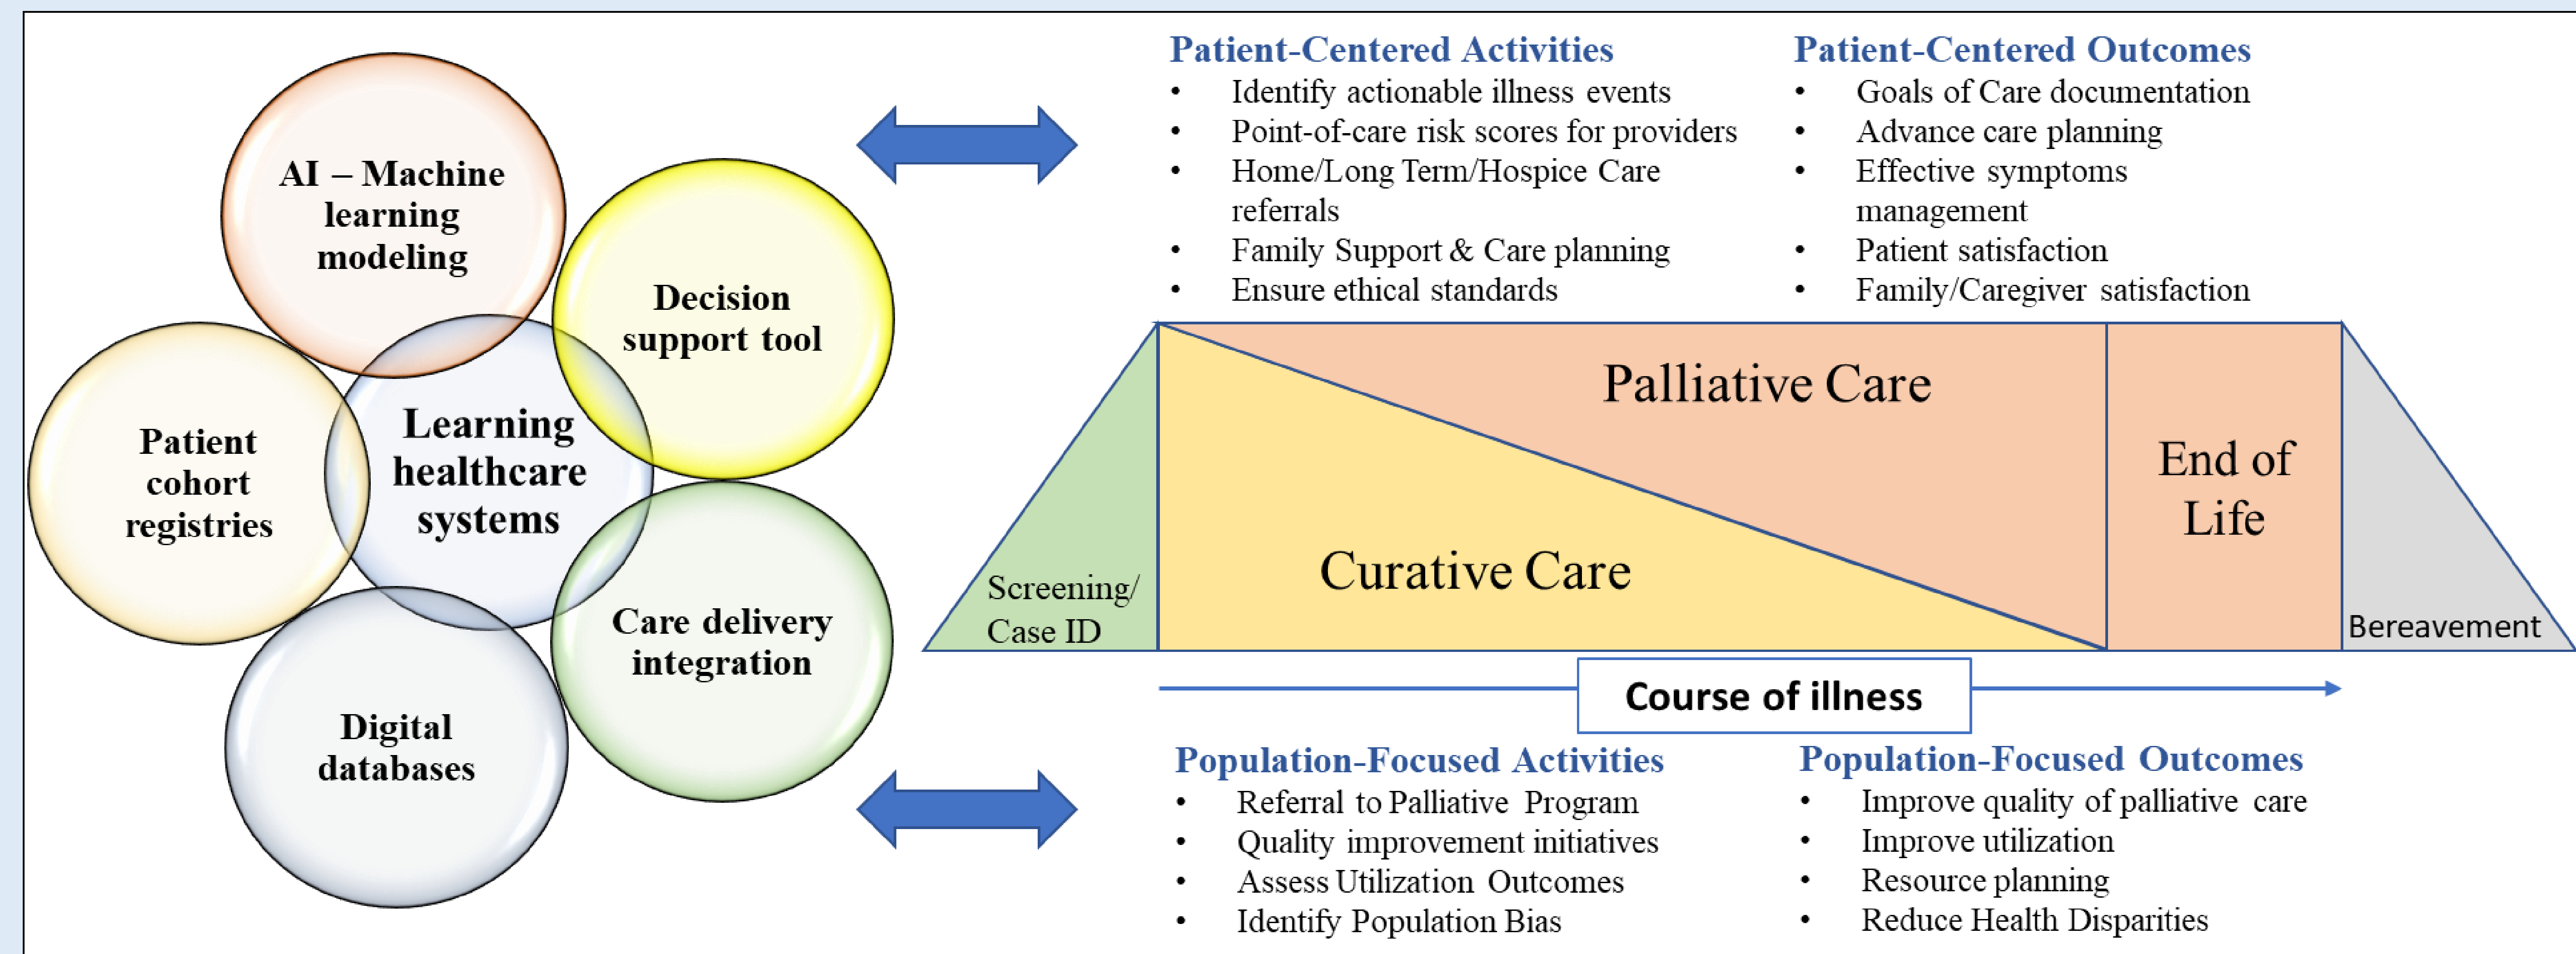 AI – Machine
learning
modeling
Decision
support tool
Patient
cohort
registries
Learning
healthcare
systems
Care delivery
integration
Digital
databases
Patient-Centered Activities
• Identify actionable illness events
• Point-of-care risk scores for providers
• Home/Long Term/Hospice Care
referrals
• Family Support & Care planning
• Ensure ethical standards
Patient-Centered Outcomes
• Goals of Care documentation
• Advance care planning
• Effective symptoms
management
• Patient satisfaction
• Family/Caregiver satisfaction
Screening/
Case ID
Curative Care
Palliative Care
End of
Life
Bereavement
Course of illness
Population-Focused Activities
• Referral to Palliative Program
• Quality improvement initiatives
• Assess Utilization Outcomes
• Identify Population Bias
Population-Focused Outcomes
• Improve quality of palliative care
• Improve utilization
• Resource planning
• Reduce Health Disparities